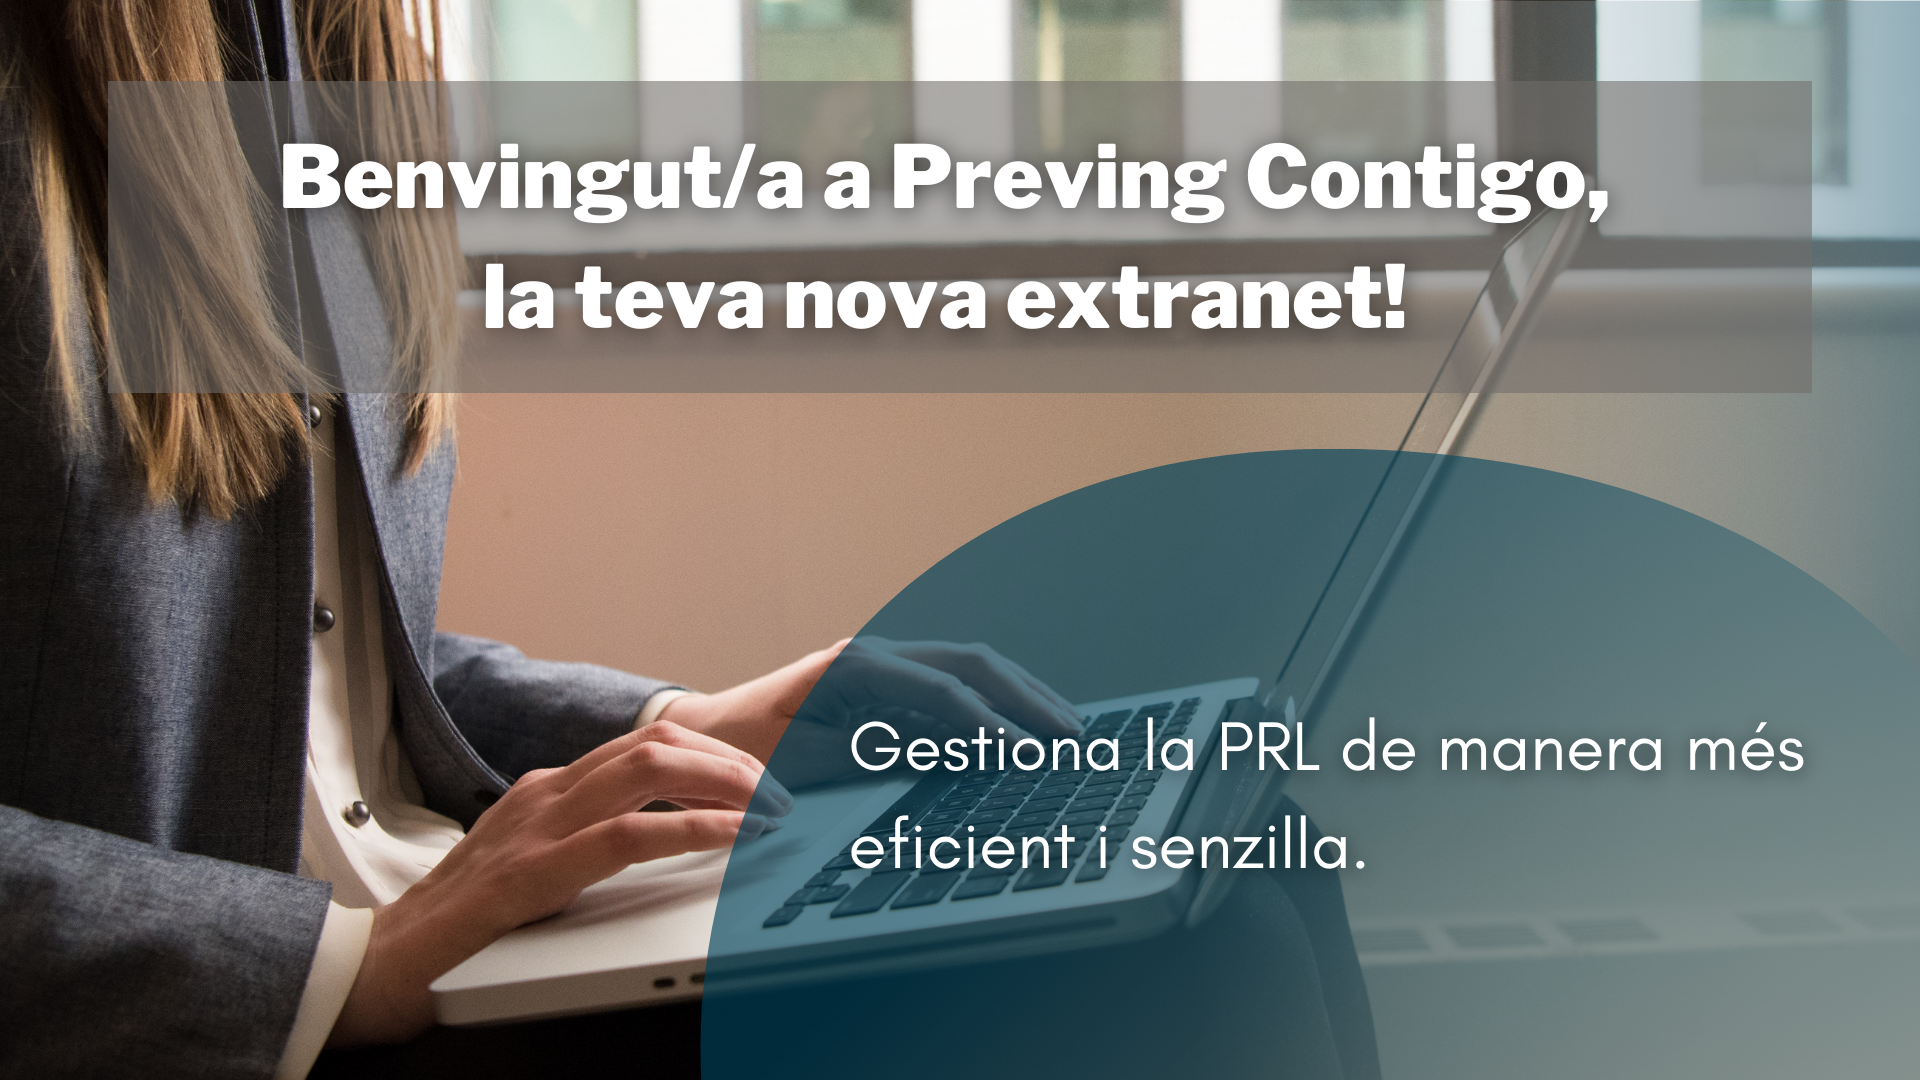 Benvingut/a a Preving Contigo,
la teva nova extranet!
Gestiona la PRL de manera més
eficient i senzilla.